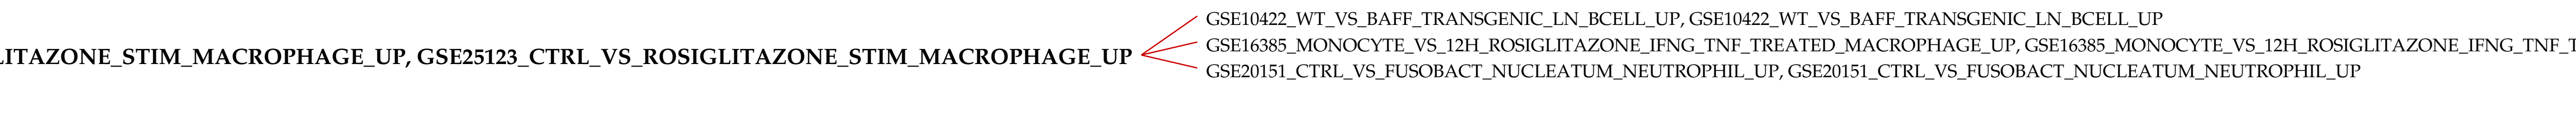 GSE10422_WT_VS_BAFF_TRANSGENIC_LN_BCELL_UP, GSE10422_WT_VS_BAFF_TRANSGENIC_LN_BCELL_UP
LITAZONE_STIM_MACROPHAGE_UP, GSE25123_CTRL_VS_ROSIGLITAZONE_STIM_MACROPHAGE_UP
GSE16385_MONOCYTE_VS_12H_ROSIGLITAZONE_IFNG_TNF_TREATED_MACROPHAGE_UP, GSE16385_MONOCYTE_VS_12H_ROSIGLITAZONE_IFNG_TNF_T
GSE20151_CTRL_VS_FUSOBACT_NUCLEATUM_NEUTROPHIL_UP, GSE20151_CTRL_VS_FUSOBACT_NUCLEATUM_NEUTROPHIL_UP